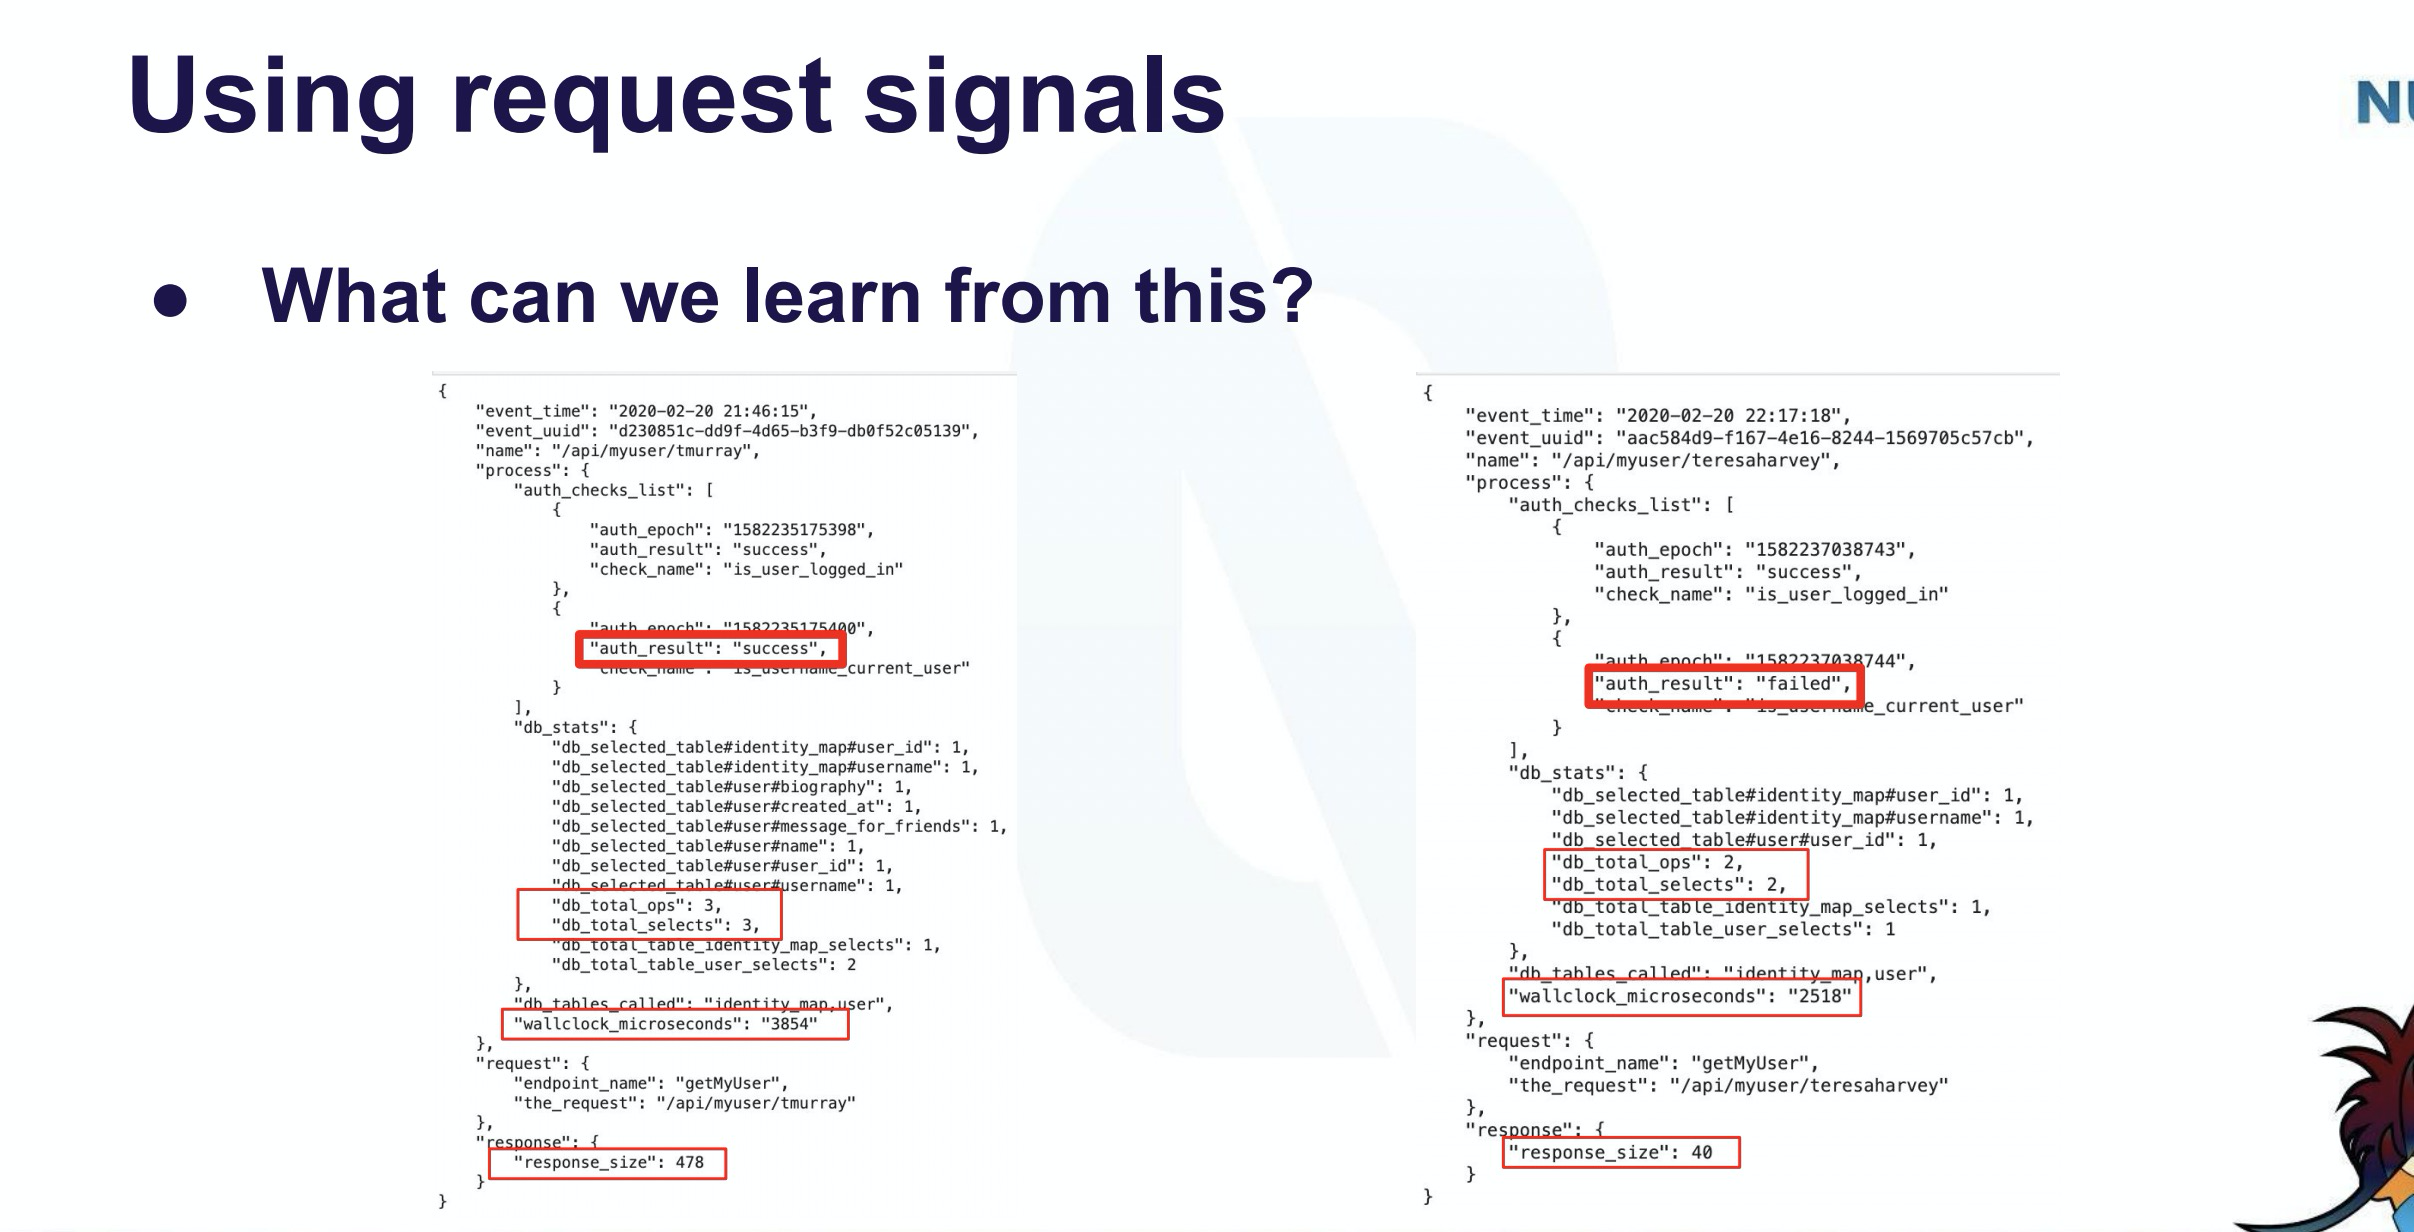 Using request signals
● What can we learn from this?
{
"event_time": "2020-02-20 21:46:15",
"event_uuid": "d230851c-dd9f-4d65-b3f9-db0f52c05139",
"name": "/api/myuser/tmurray",
"process": {
"auth_checks_list": [
{
"auth_epoch": "1582235175398",
"auth_result": "success",
"check_name": "is_user_logged_in"
},
{
"auth_epoch": "1582235175400",
"auth_result": "success",
"check_name": "is_username_current_user"
}
],
"db_stats": {
"db_selected_table#identity_map#user_id": 1,
"db_selected_table#identity_map#username": 1,
"db_selected_table#user#biography": 1,
"db_selected_table#user#created_at": 1,
"db_selected_table#user#message_for_friends": 1,
"db_selected_table#user#name": 1,
"db_selected_table#user#user_id": 1,
"db_selected_table#user#username": 1,
"db_total_ops": 3,
"db_total_selects": 3,
"db_total_table_identity_map_selects": 1,
"db_total_table_user_selects": 2
},
"db_tables_called": "identity_map,user",
"wallclock_microseconds": "3854"
},
"request": {
"endpoint_name": "getMyUser",
"the_request": "/api/myuser/tmurray"
},
"response": {
"response_size": 478
}
}
{
"event_time": "2020-02-20 22:17:18",
"event_uuid": "aac584d9-f167-4e16-8244-1569705c57cb",
"name": "/api/myuser/teresaharvey",
"process": {
"auth_checks_list": [
{
"auth_epoch": "1582237038743",
"auth_result": "success",
"check_name": "is_user_logged_in"
},
{
"auth_epoch": "1582237038744",
"auth_result": "failed",
"check_name": "is_username_current_user"
}
],
"db_stats": {
"db_selected_table#identity_map#user_id": 1,
"db_selected_table#identity_map#username": 1,
"db_selected_table#user#user_id": 1,
"db_total_ops": 2,
"db_total_selects": 2,
"db_total_table_identity_map_selects": 1,
"db_total_table_user_selects": 1
},
"db_tables_called": "identity_map,user",
"wallclock_microseconds": "2518"
},
"request": {
"endpoint_name": "getMyUser",
"the_request": "/api/myuser/teresaharvey"
},
"response": {
"response_size": 40
}
}